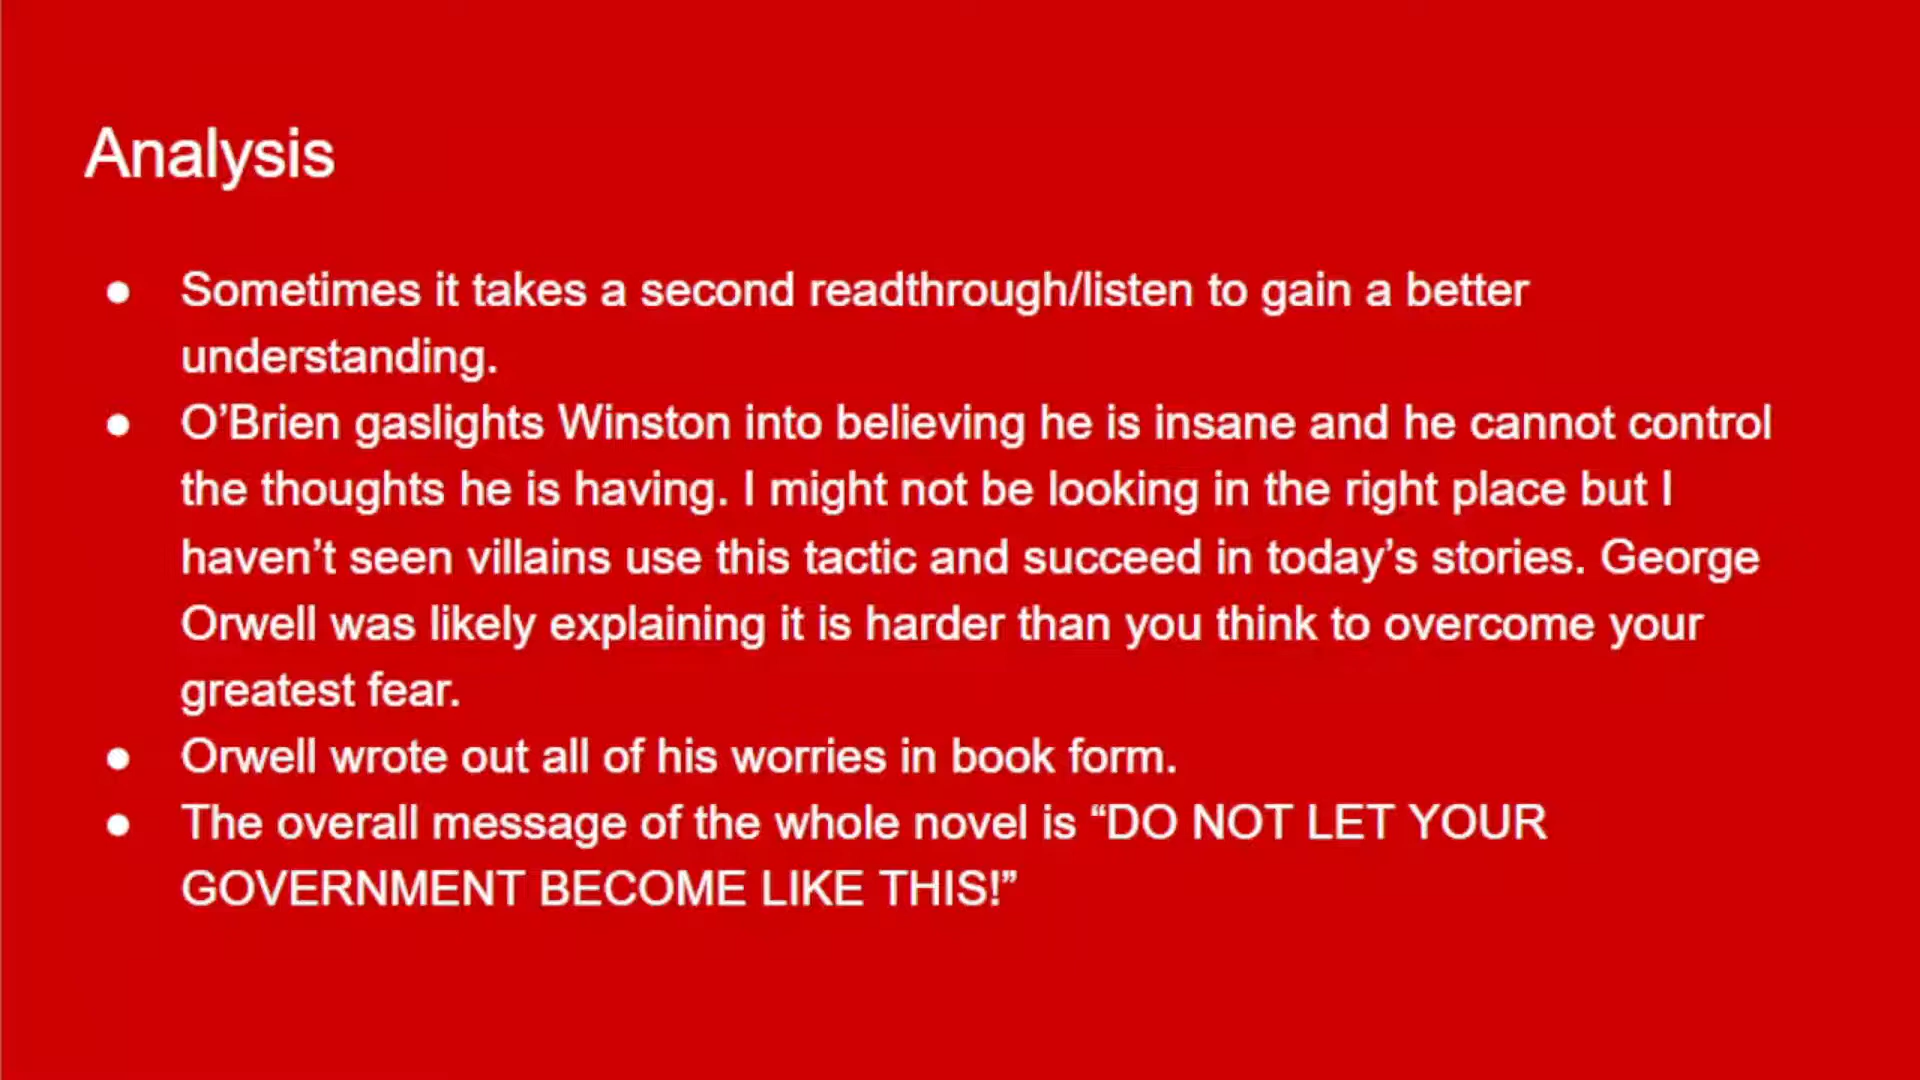 Analysis
● Sometimes it takes a second readthrough/listen to gain a better
understanding.
● O’Brien gaslights Winston into believing he is insane and he cannot control
the thoughts he is having. I might not be looking in the right place but I
haven’t seen villains use this tactic and succeed in today’s stories. George
Orwell was likely explaining it is harder than you think to overcome your
greatest fear.
● Orwell wrote out all of his worries in book form.
● The overall message of the whole novel is “DO NOT LET YOUR
GOVERNMENT BECOME LIKE THIS!”